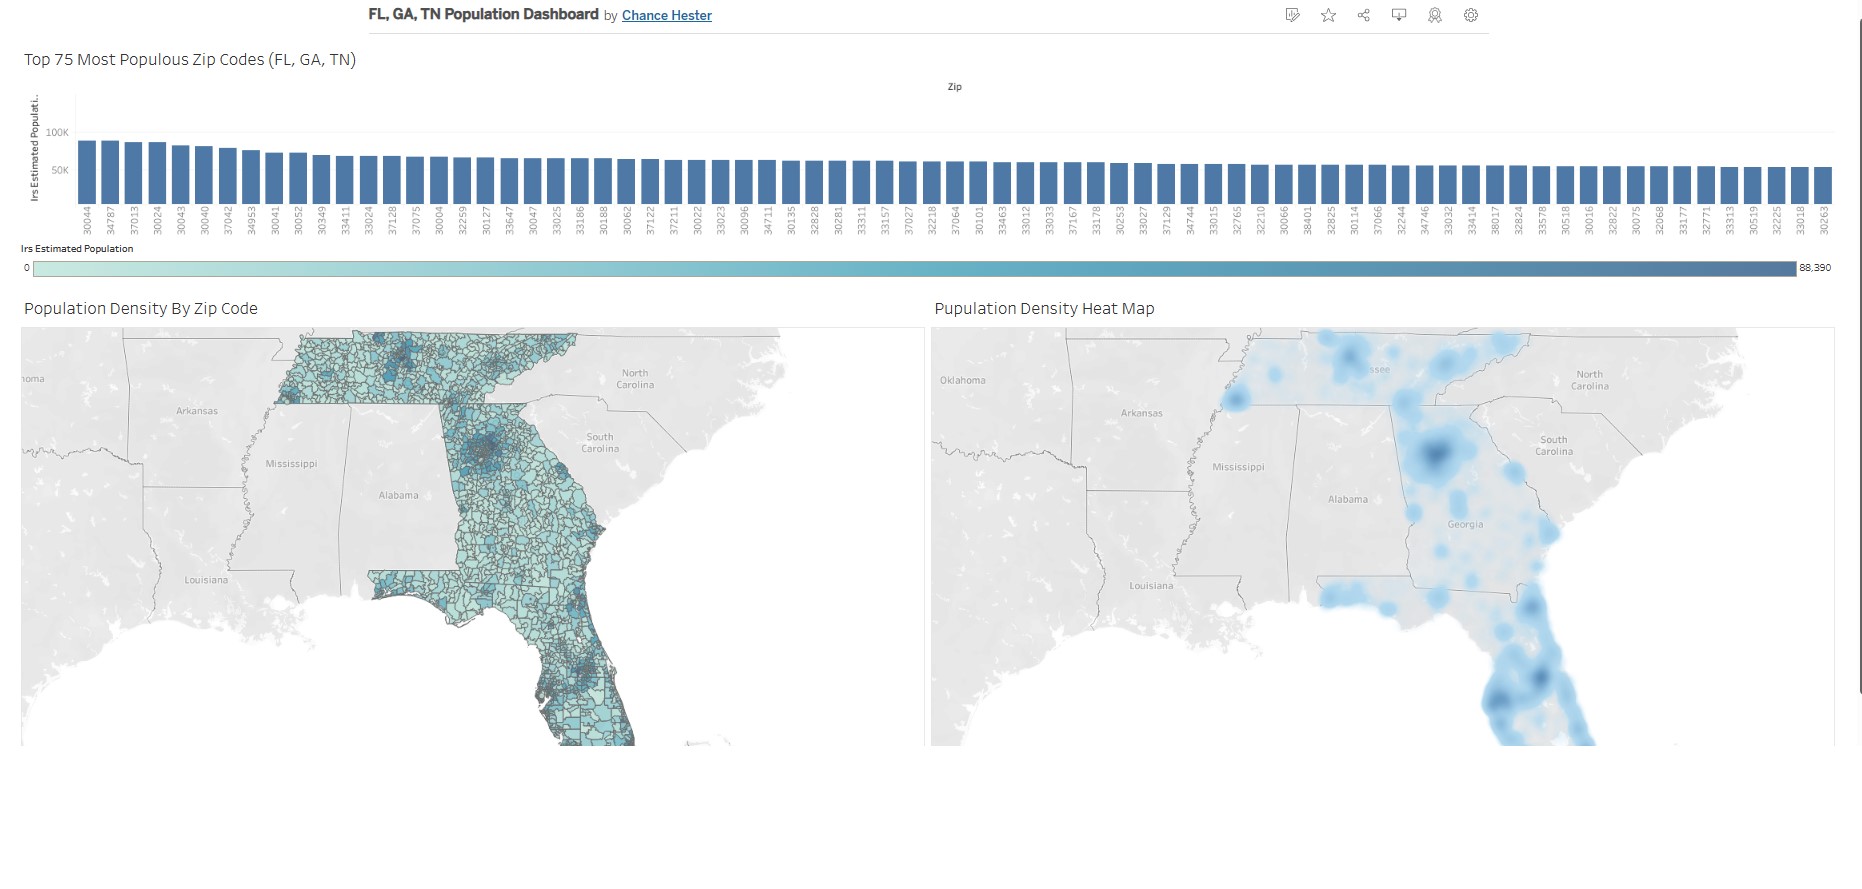 FL, GA, TN Population Dashboard by Chance Hester
Top 75 Most Populous Zip Codes (FL, GA, TN)
Zip
Irs Estimated Populati..
100K
50K
30044 34787 37013 30024 30043 30040 37042 34953 30041 30052 30349 33411 33024 37128 37075 30004 32259 30127 33647 30047 33025 33186 30188 30062 37122 37211 30022 33023 30096 34711 30135 32828 30281 33311 33157 37027 32218 37064 30101 33463 33012 33033 37167 33178 30253 33027 37129 34744 33015 32765 32210 30066 38401 32825 30114 37066 32244 34746 33032 33414 38017 32824 33578 30518 30016 32822 30075 32068 33177 32771 33313 30519 32225 33018 30263
Irs Estimated Population
0
88,390
Population Density By Zip Code
Pupulation Density Heat Map
oma
Arkansas
North
Carolina
South
Carolina
Mississippi
Alabama
Louisiana
Oklahoma
ssee
North
Carolina
Arkansas
South
Carolina
Mississippi
Alabama
Georgia
Louisiana